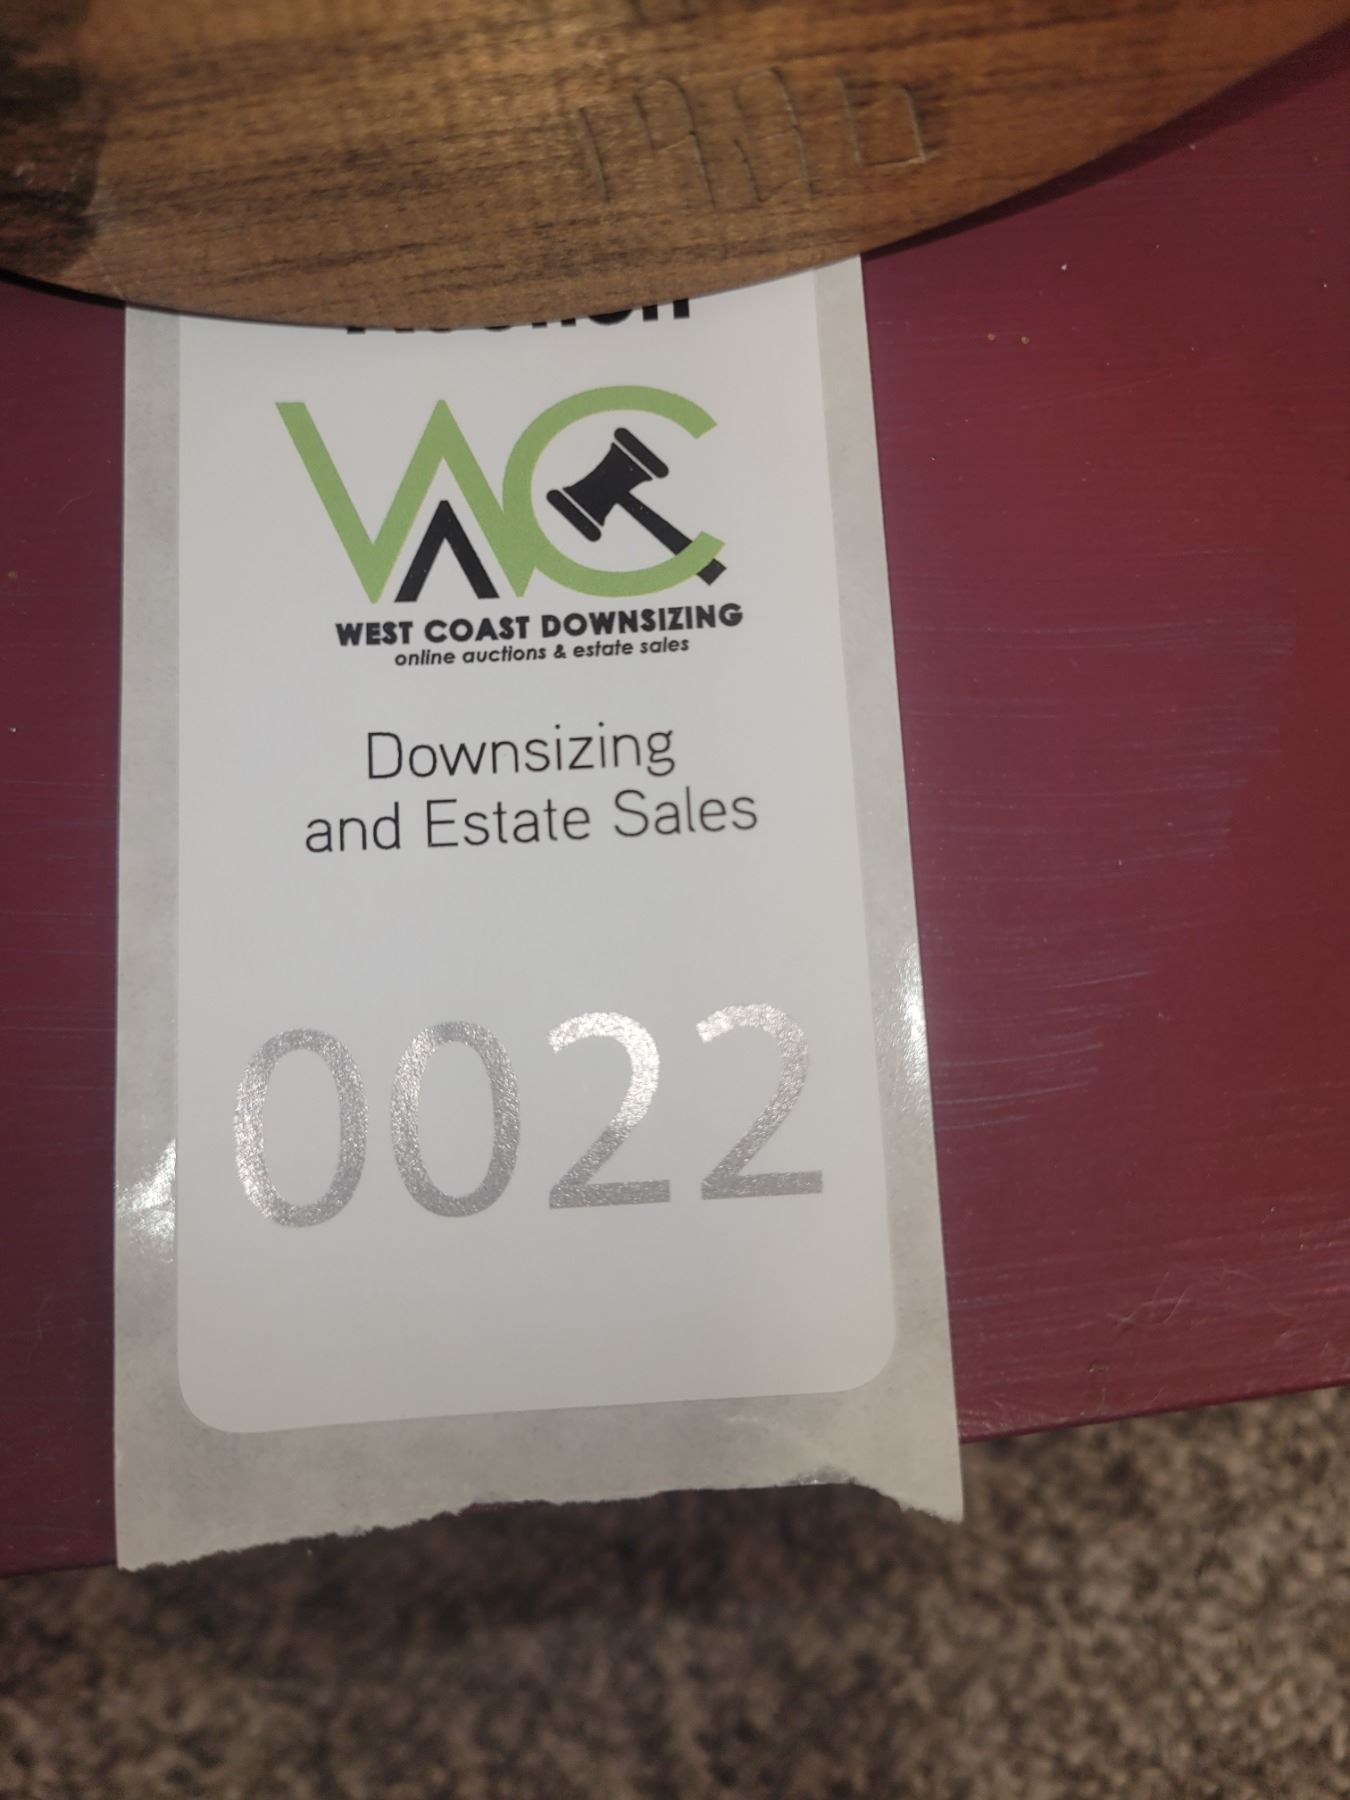 WC
WEST COAST DOWNSIZING
online auctions & estate sales
Downsizing
and Estate Sales
0022